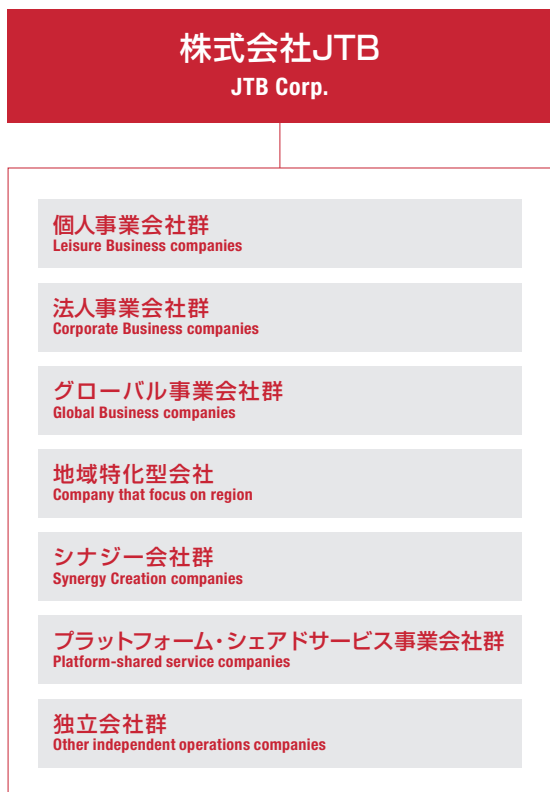 株式会社JTB
JTB Corp.
個人事業会社群
Leisure Business companies
法人事業会社群
Corporate Business companies
グローバル事業会社群
Global Business companies
地域特化型会社
Company that focus on region
シナジー会社群
Synergy Creation companies
プラットフォーム・シェアドサービス事業会社群
Platform-shared service companies
独立会社群
Other independent operations companies